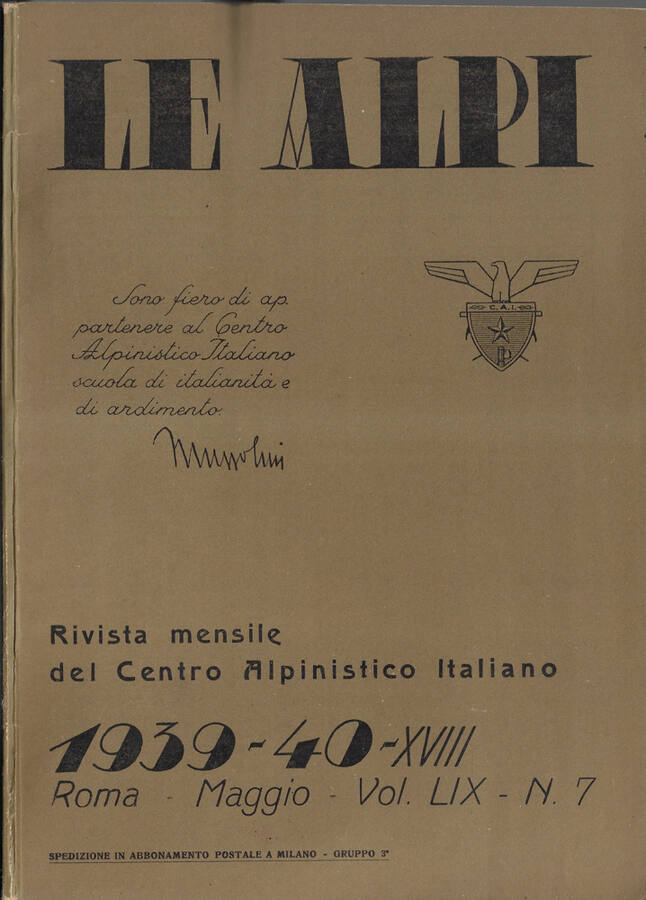 LE ALPI
Sono fiero di ap.
partenere al Centro
Alpinistico Italiano
scuola di italianità e
di ardimento.
Mussolini
C.A.I.
Rivista mensile
del Centro Alpinistico Italiano
1939-40-XVIII
Roma - Maggio - Vol. LIX - N. 7
SPEDIZIONE IN ABBONAMENTO POSTALE A MILANO - GRUPPO 3°